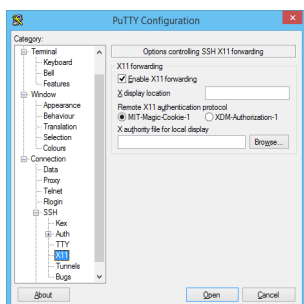 PuTTY Configuration
Category:
Terminal
Keyboard
Bell
Features
Window
Appearance
Behaviour
Translation
Selection
Colours
Connection
Data
Proxy
Telnet
Rlogin
SSH
Kex
Auth
TTY
X11
Tunnels
Bugs
Options controlling SSH X11 forwarding
X11 forwarding
Enable X11 forwarding
X display location
Remote X11 authentication protocol
MIT-Magic-Cookie-1 XDM-Authorization-1
X authority file for local display
Browse...
About Open Cancel